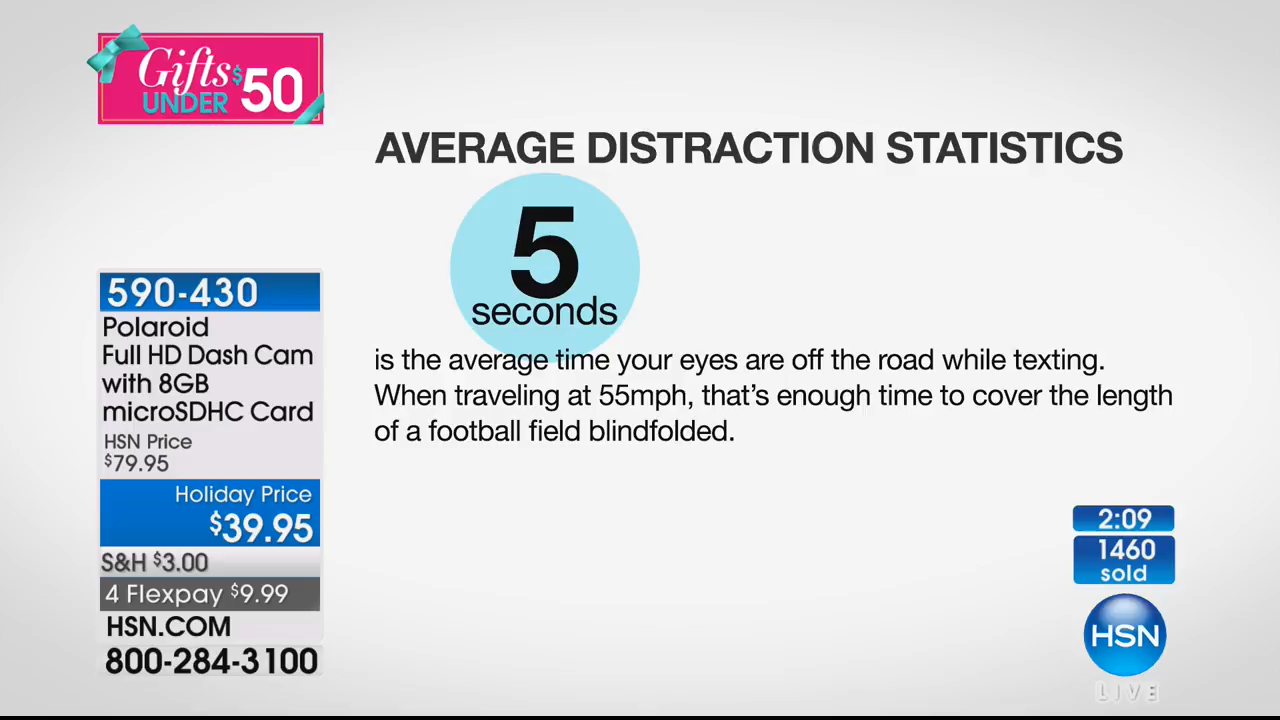 Gifts
UNDER $50
AVERAGE DISTRACTION STATISTICS
5
seconds
is the average time your eyes are off the road while texting.
When traveling at 55mph, that's enough time to cover the length
of a football field blindfolded.
590-430
Polaroid
Full HD Dash Cam
with 8GB
microSDHC Card
HSN Price
$79.95
Holiday Price
$39.95
S&H $3.00
4 Flexpay $9.99
HSN.COM
800-284-3100
2:09
1460
sold
HSN
LIVE